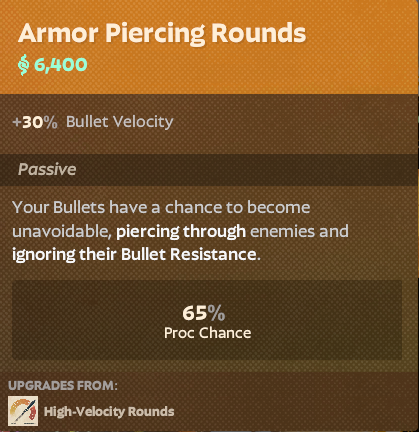 Armor Piercing Rounds
6,400
+30% Bullet Velocity
Passive
Your Bullets have a chance to become
unavoidable, piercing through enemies and
ignoring their Bullet Resistance.
65%
Proc Chance
UPGRADES FROM:
High-Velocity Rounds